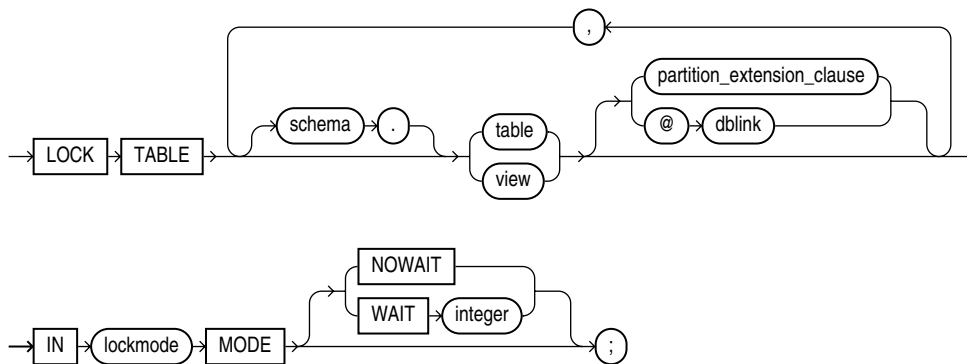 ,
partition_extension_clause
schema . table @ dblink
LOCK TABLE view
NOWAIT
WAIT integer
IN lockmode MODE ;